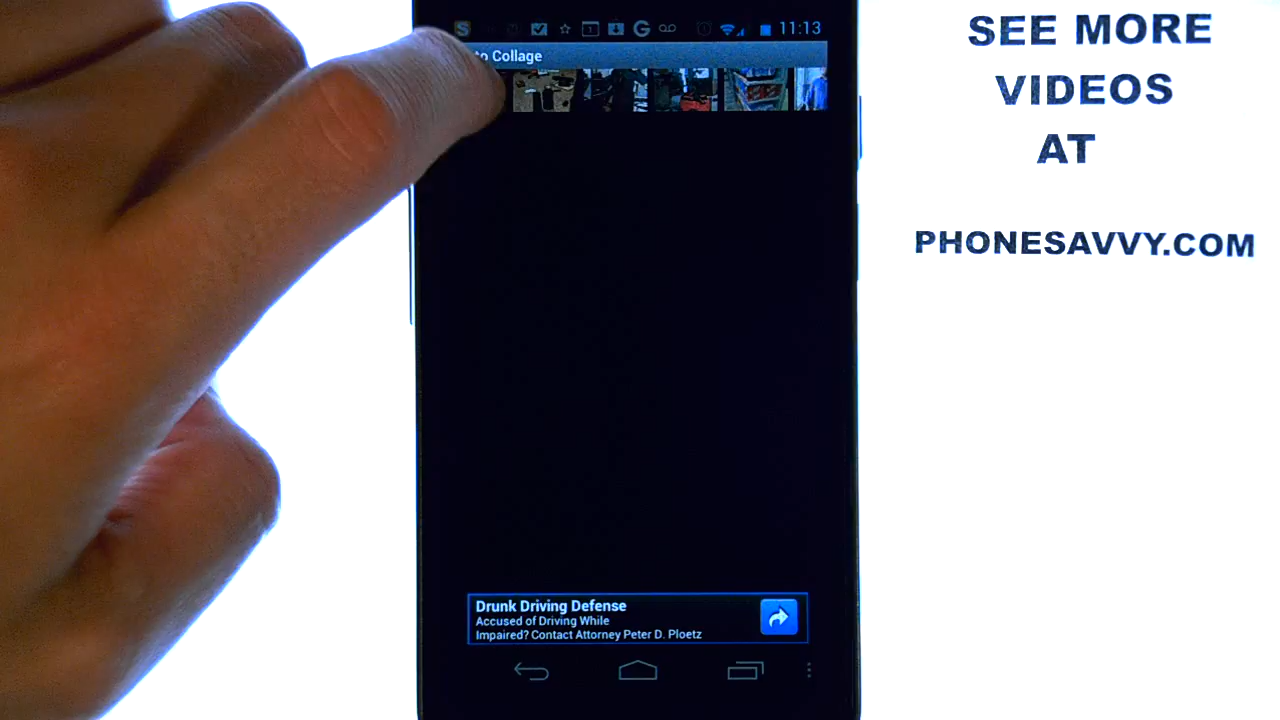 11:13
to Collage
SEE MORE
VIDEOS
AT
PHONESAVVY.COM
Drunk Driving Defense
Accused of Driving While
Impaired? Contact Attorney Peter D. Ploetz